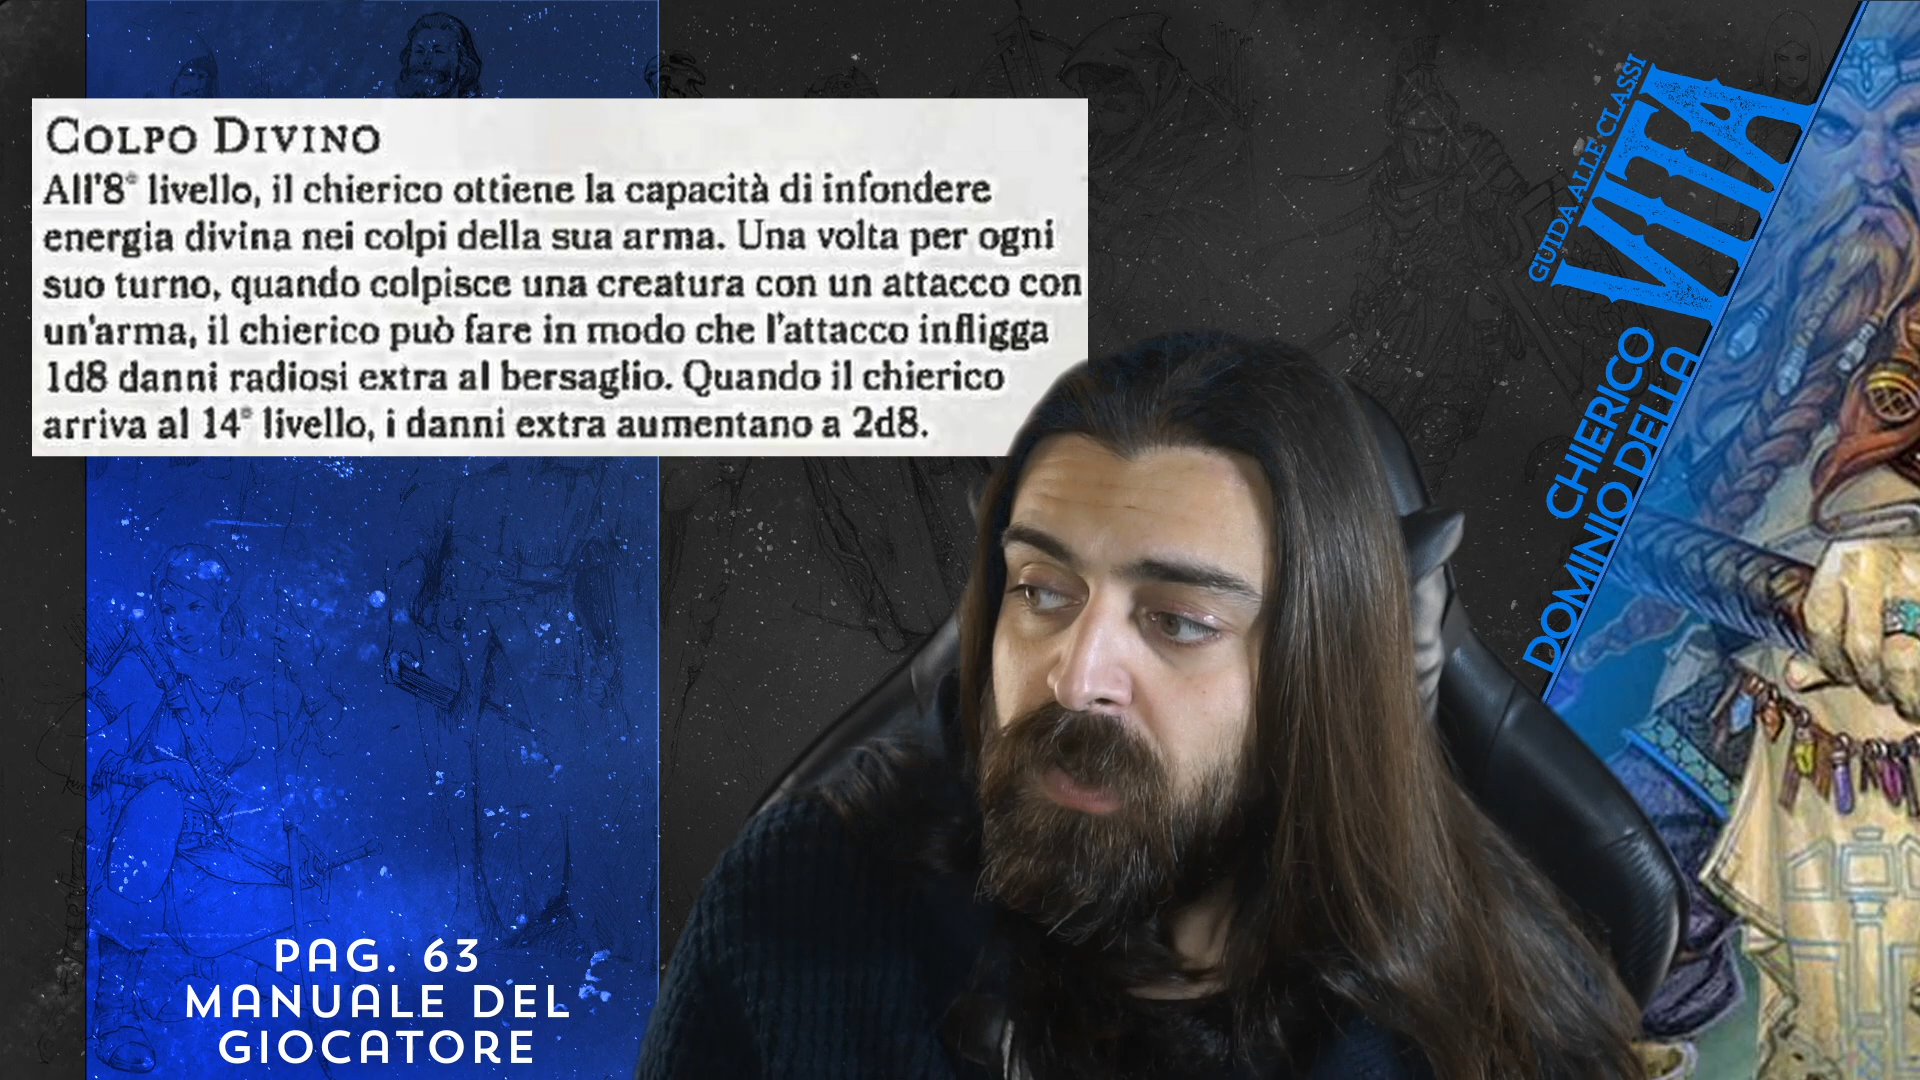 COLPO DIVINO
All'8° livello, il chierico ottiene la capacità di infondere
energia divina nei colpi della sua arma. Una volta per ogni
suo turno, quando colpisce una creatura con un attacco con
un'arma, il chierico può fare in modo che l'attacco infligga
1d8 danni radiosi extra al bersaglio. Quando il chierico
arriva al 14° livello, i danni extra aumentano a 2d8.
GUIDA ALLE CLASSI
VITA
CHIERICO
DOMINIO DELLA
PAG. 63
MANUALE DEL
GIOCATORE